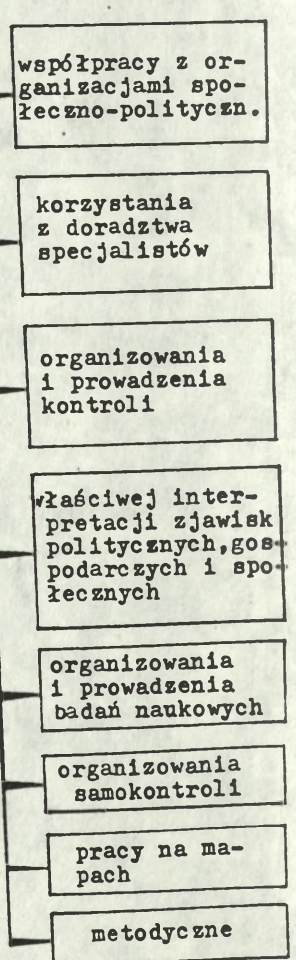 współpracy z or-
ganizacjami spo-
łeczno-polityczn.
korzystania
z doradztwa
specjalistów
organizowania
i prowadzenia
kontroli
właściwej inter-
pretacji zjawisk
politycznych,gos-
podarczych i spo-
łecznych
organizowania
i prowadzenia
badań naukowych
organizowania
samokontroli
pracy na ma-
pach
metodyczne